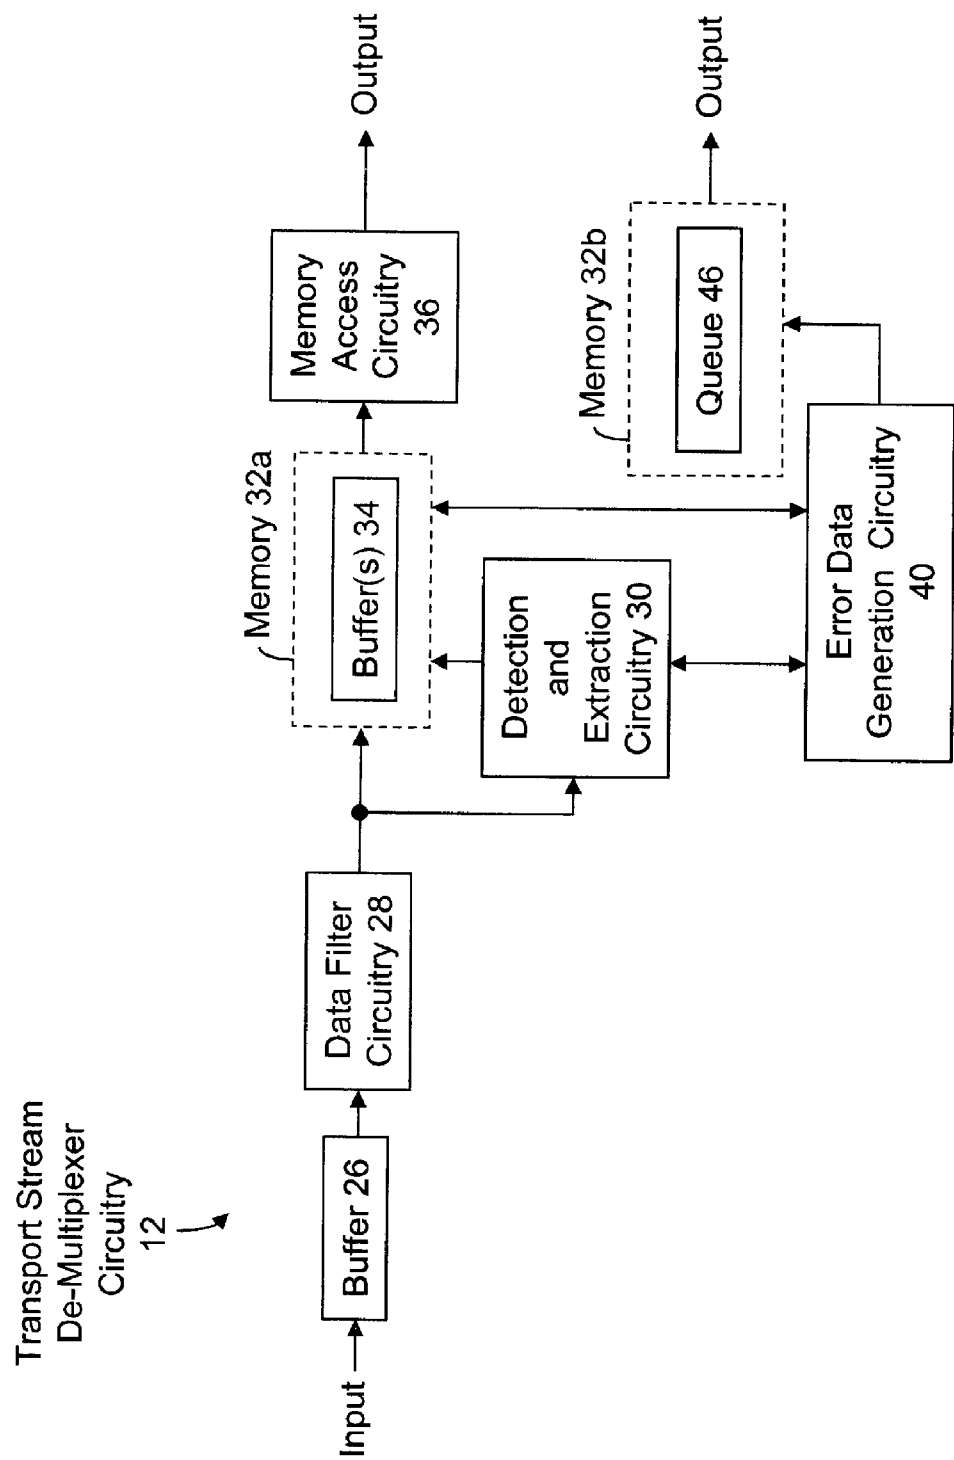 Transport Stream
De-Multiplexer
Circuitry
12
Input
Buffer 26
Data Filter
Circuitry 28
Memory 32a
Buffer(s) 34
Memory
Access
Circuitry
36
Output
Detection
and
Extraction
Circuitry 30
Memory 32b
Queue 46
Output
Error Data
Generation Circuitry
40